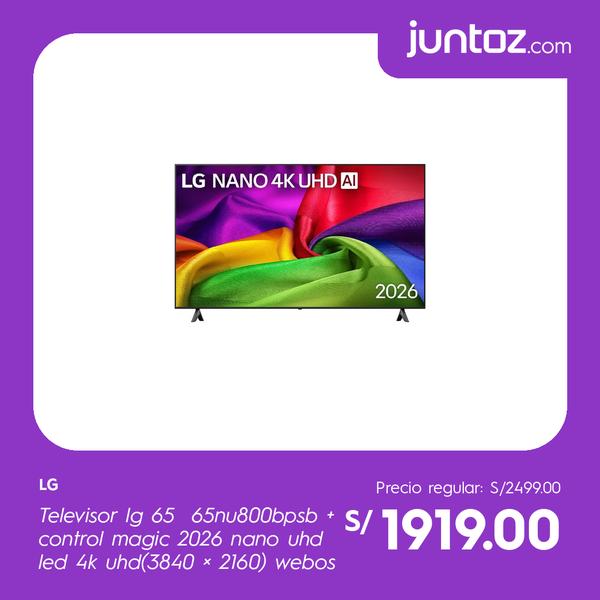 juntoz.com
LG NANO 4K UHD AI
2026
LG
Precio regular: S/2499.00
Televisor lg 65 65nu800bpsb +
control magic 2026 nano uhd
led 4k uhd(3840 × 2160) webos
S/ 1919.00